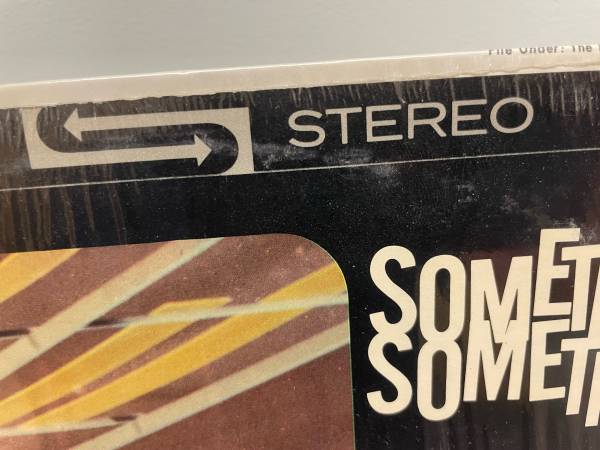 File Under: The
STEREO
SOMET
SOMET